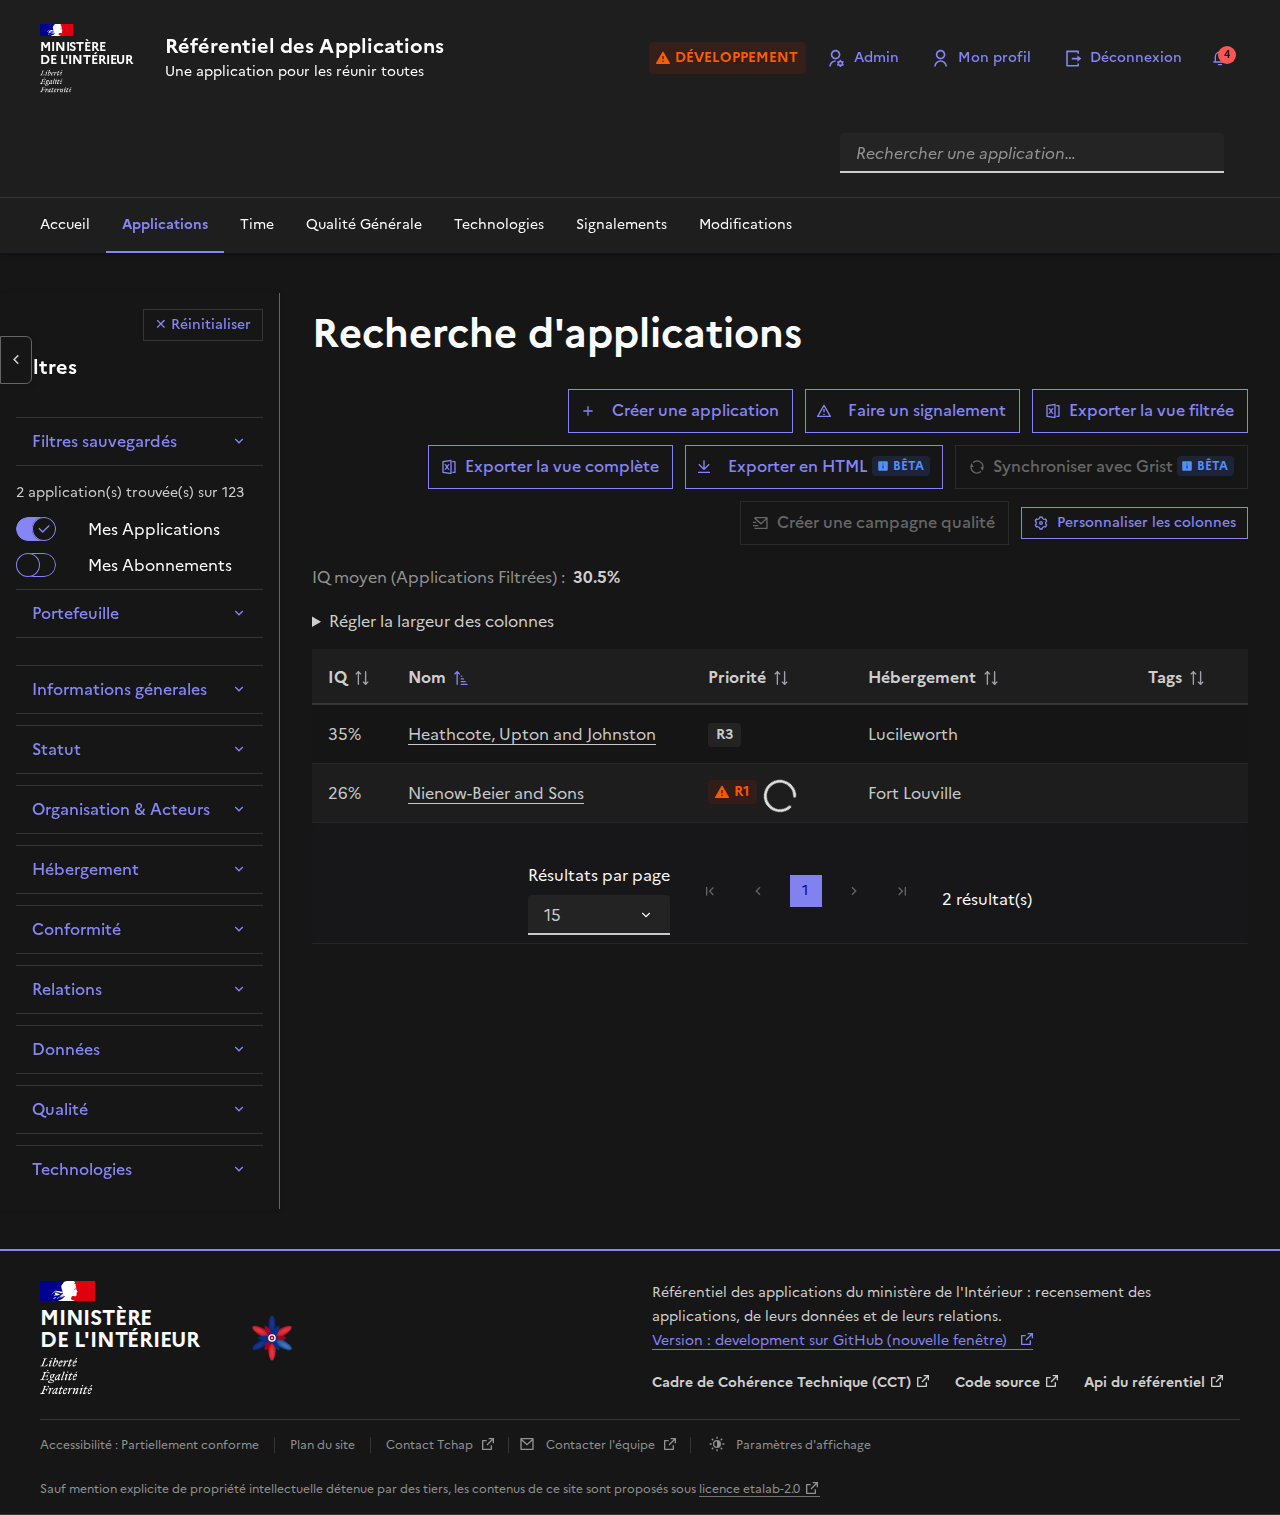 MINISTÈRE
DE L'INTÉRIEUR
Liberté
Égalité
Fraternité
Référentiel des Applications
Une application pour les réunir toutes
DÉVELOPPEMENT
Admin
Mon profil
Déconnexion
4
Rechercher une application...
Accueil
Applications
Time
Qualité Générale
Technologies
Signalements
Modifications
Réinitialiser
ltres
Filtres sauvegardés
2 application(s) trouvée(s) sur 123
Mes Applications
Mes Abonnements
Portefeuille
Informations génerales
Statut
Organisation & Acteurs
Hébergement
Conformité
Relations
Données
Qualité
Technologies
Recherche d'applications
Créer une application
Faire un signalement
Exporter la vue filtrée
Exporter la vue complète
Exporter en HTML BÊTA
Synchroniser avec Grist BÊTA
Créer une campagne qualité
Personnaliser les colonnes
IQ moyen (Applications Filtrées) : 30.5%
Régler la largeur des colonnes
IQ Nom Priorité Hébergement Tags
35% Heathcote, Upton and Johnston R3 Lucileworth
26% Nienow-Beier and Sons R1 Fort Louville
Résultats par page
15
1
2 résultat(s)
MINISTÈRE
DE L'INTÉRIEUR
Liberté
Égalité
Fraternité
Référentiel des applications du ministère de l'Intérieur : recensement des
applications, de leurs données et de leurs relations.
Version : development sur GitHub (nouvelle fenêtre)
Cadre de Cohérence Technique (CCT)
Code source
Api du référentiel
Accessibilité : Partiellement conforme
Plan du site
Contact Tchap
Contacter l'équipe
Paramètres d'affichage
Sauf mention explicite de propriété intellectuelle détenue par des tiers, les contenus de ce site sont proposés sous licence etalab-2.0